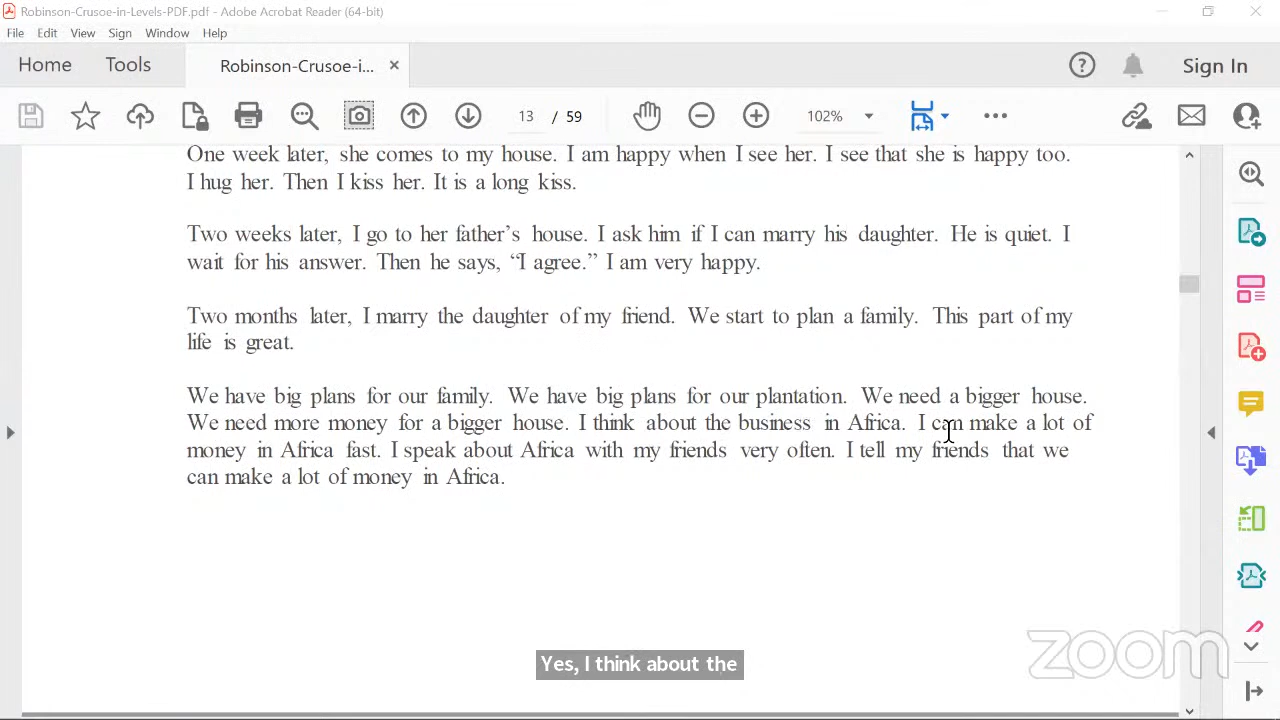 Robinson-Crusoe-in-Levels-PDF.pdf - Adobe Acrobat Reader (64-bit)
File Edit View Sign Window Help
Home Tools Robinson-Crusoe-i... × Sign In
13 / 59 102%
One week later, she comes to my house. I am happy when I see her. I see that she is happy too.
I hug her. Then I kiss her. It is a long kiss.
Two weeks later, I go to her father’s house. I ask him if I can marry his daughter. He is quiet. I
wait for his answer. Then he says, “I agree.” I am very happy.
Two months later, I marry the daughter of my friend. We start to plan a family. This part of my
life is great.
We have big plans for our family. We have big plans for our plantation. We need a bigger house.
We need more money for a bigger house. I think about the business in Africa. I can make a lot of
money in Africa fast. I speak about Africa with my friends very often. I tell my friends that we
can make a lot of money in Africa.
Yes, I think about the
zoom